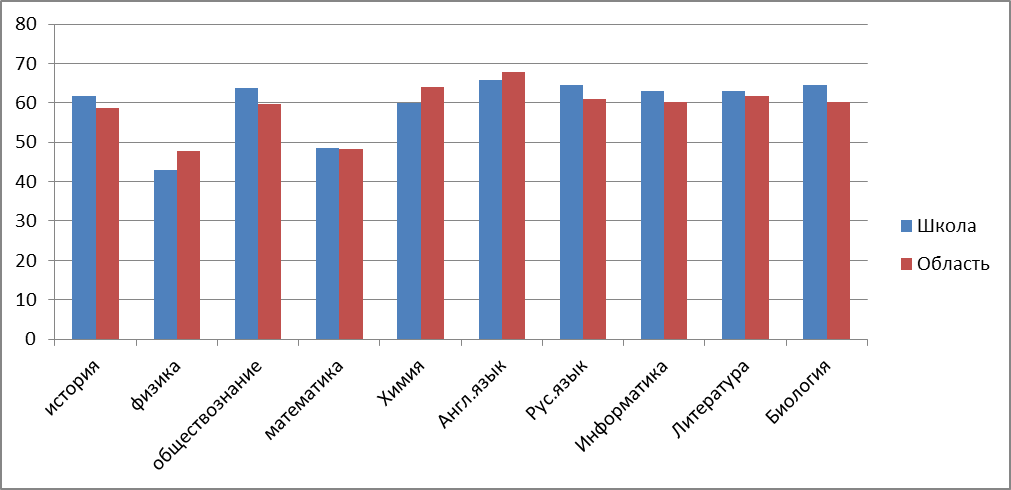 80
70
60
50
40
30
20
10
0
история
физика
обществознание
математика
Химия
Англ.язык
Рус.язык
Информатика
Литература
Биология
Школа
Область